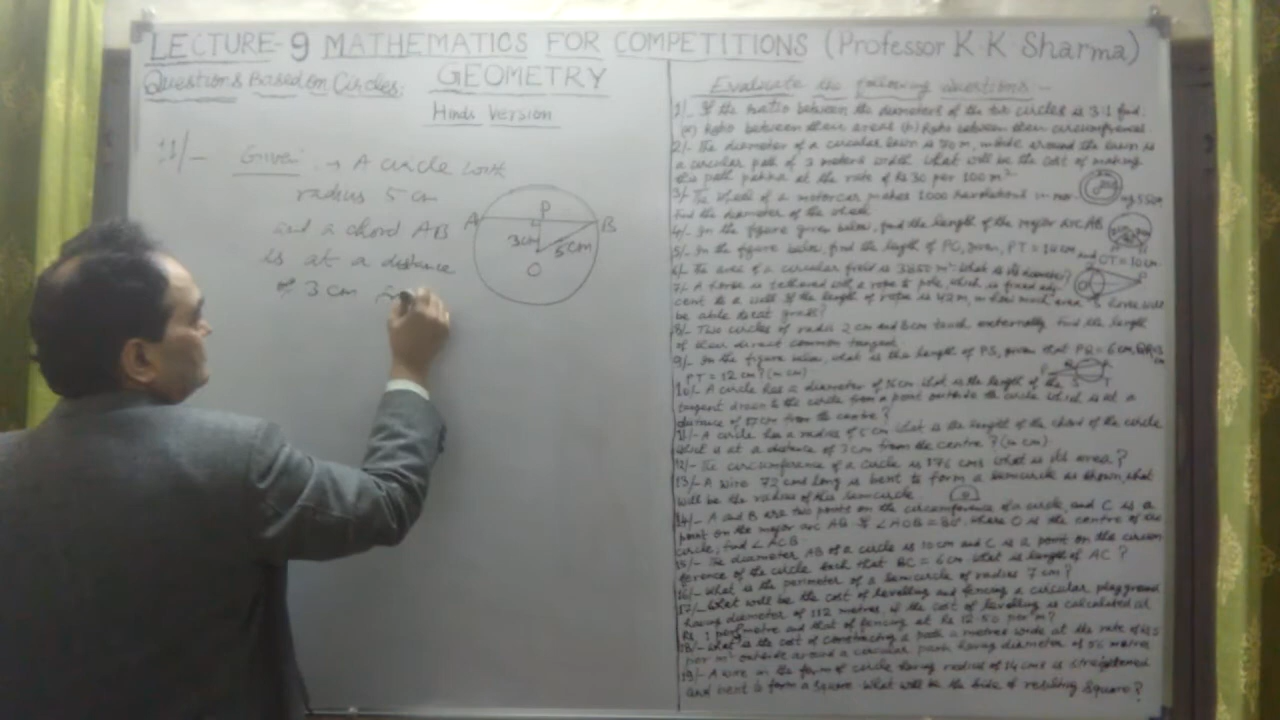 LECTURE-9 MATHEMATICS FOR COMPETITIONS (Professor K K Sharma)
Questions Based on Circles:
GEOMETRY
Hindi Version
11/- Given → A circle with
radius 5 cm
and a chord AB
is at a distance
of 3 cm
A P B
3cm 5cm
O
Evaluate the following questions:-
1/- If the ratio between the diameters of the two circles is 3:1 find.
(a) Ratio between their areas (b) Ratio between their circumferences.
2/- The diameter of a circular lawn is 70 m, outside around the lawn is
a circular path of 3 meters width. What will be the cost of making
this path pakka at the rate of Rs 30 per 100 m²
3/- The wheel of a motorcar makes 1000 revolutions in
Find the diameter of the wheel.
4/- In the figure given below, find the length of the major arc AB
5/- In the figure below, find the length of PO, given, PT = 14 cm, and OT = 10 cm.
6/- The area of a circular field is 3850 m² What is its diameter?
7/- A horse is tethered with a rope to pole, which is fixed adj-
cent to a wall If the length of rope is 42 m, in how much area, horse will
be able to eat grass?
8/- Two circles of radii 2 cm and 8 cm touch externally find the length
of their direct common tangent
9/- In the figure below, what is the length of PS, given that PQ = 6 cm,
PT = 12 cm? (in cm)
10/- A circle has a diameter of 16 cm What is the length of the
tangent drawn to the circle from a point outside the circle which is at a
distance of 17 cm from the centre?
11/- A circle has a radius of 5 cm What is the length of the chord of the circle
which is at a distance of 3 cm from the centre? (in cm)
12/- The circumference of a circle is 176 cms What is its area?
13/- A wire 72 cms long is bent to form a semicircle as shown, what
will be the radius of this semicircle.
14/- A and B are two points on the circumference of a circle, and C is a
point on the major arc AB If ∠AOB = 80°, where O is the centre of the
circle, find ∠ACB.
15/- The diameter AB of a circle is 10 cm and C is a point on the circum
ference of the circle such that BC = 6 cm What is length of AC?
16/- What is the perimeter of a semicircle of radius 7 cm?
17/- What will be the cost of levelling and fencing a circular playground
having diameter of 112 metres, if the cost of levelling is calculated at
Rs 1 per metre and that of fencing at Rs 12.50 per m?
18/- What is the cost of constructing a path metres wide at the rate of Rs 5
per m² outside around a circular park having diameter of 56 metres
19/- A wire in the form of circle having radius of 14 cms is straightened
and bent to form a square. What will be the side of resulting square?